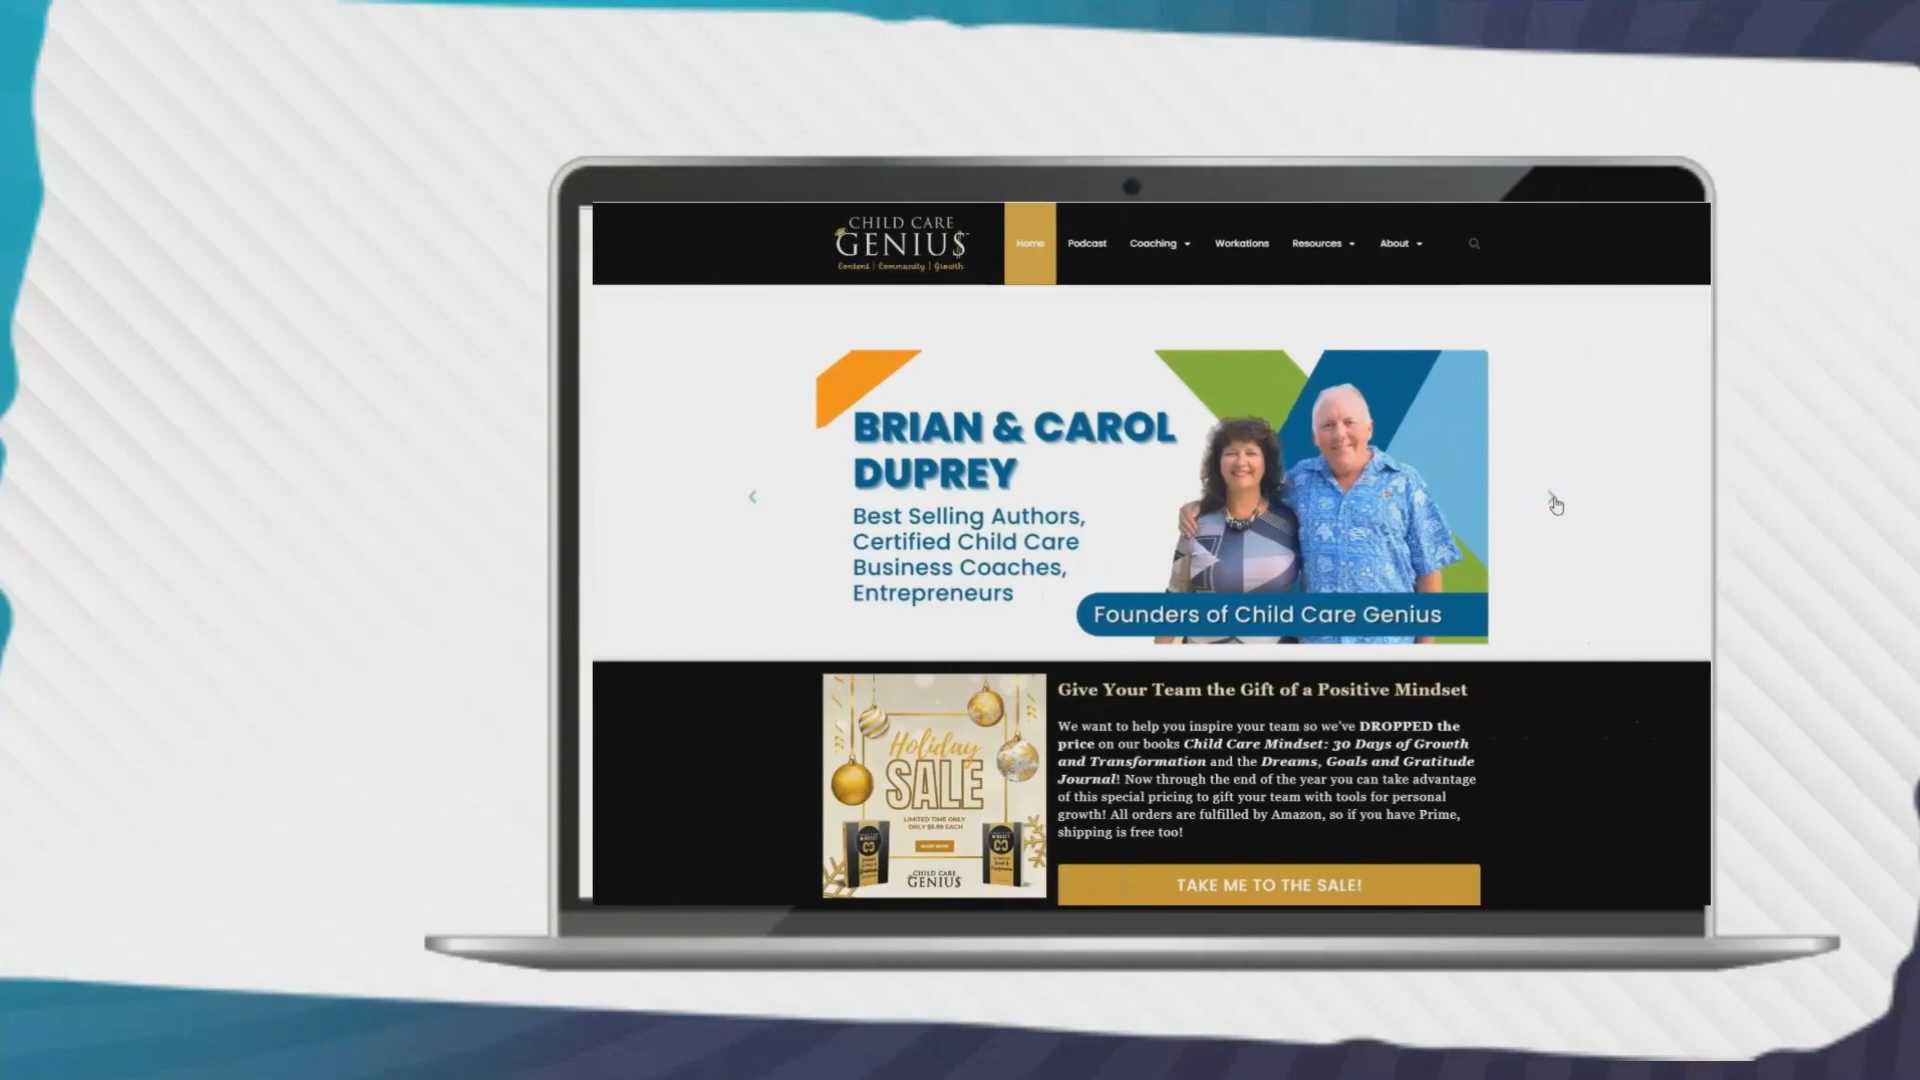 CHILD CARE
GENIU$
Content | Community | Growth
Home
Podcast
Coaching
Workations
Resources
About
BRIAN & CAROL
DUPREY
Best Selling Authors,
Certified Child Care
Business Coaches,
Entrepreneurs
Founders of Child Care Genius
Holiday
SALE
LIMITED TIME ONLY
ONLY $5.99 EACH
SHOP NOW
CHILD CARE
GENIU$
Give Your Team the Gift of a Positive Mindset
We want to help you inspire your team so we've DROPPED the
price on our books Child Care Mindset: 30 Days of Growth
and Transformation and the Dreams, Goals and Gratitude
Journal! Now through the end of the year you can take advantage
of this special pricing to gift your team with tools for personal
growth! All orders are fulfilled by Amazon, so if you have Prime,
shipping is free too!
TAKE ME TO THE SALE!